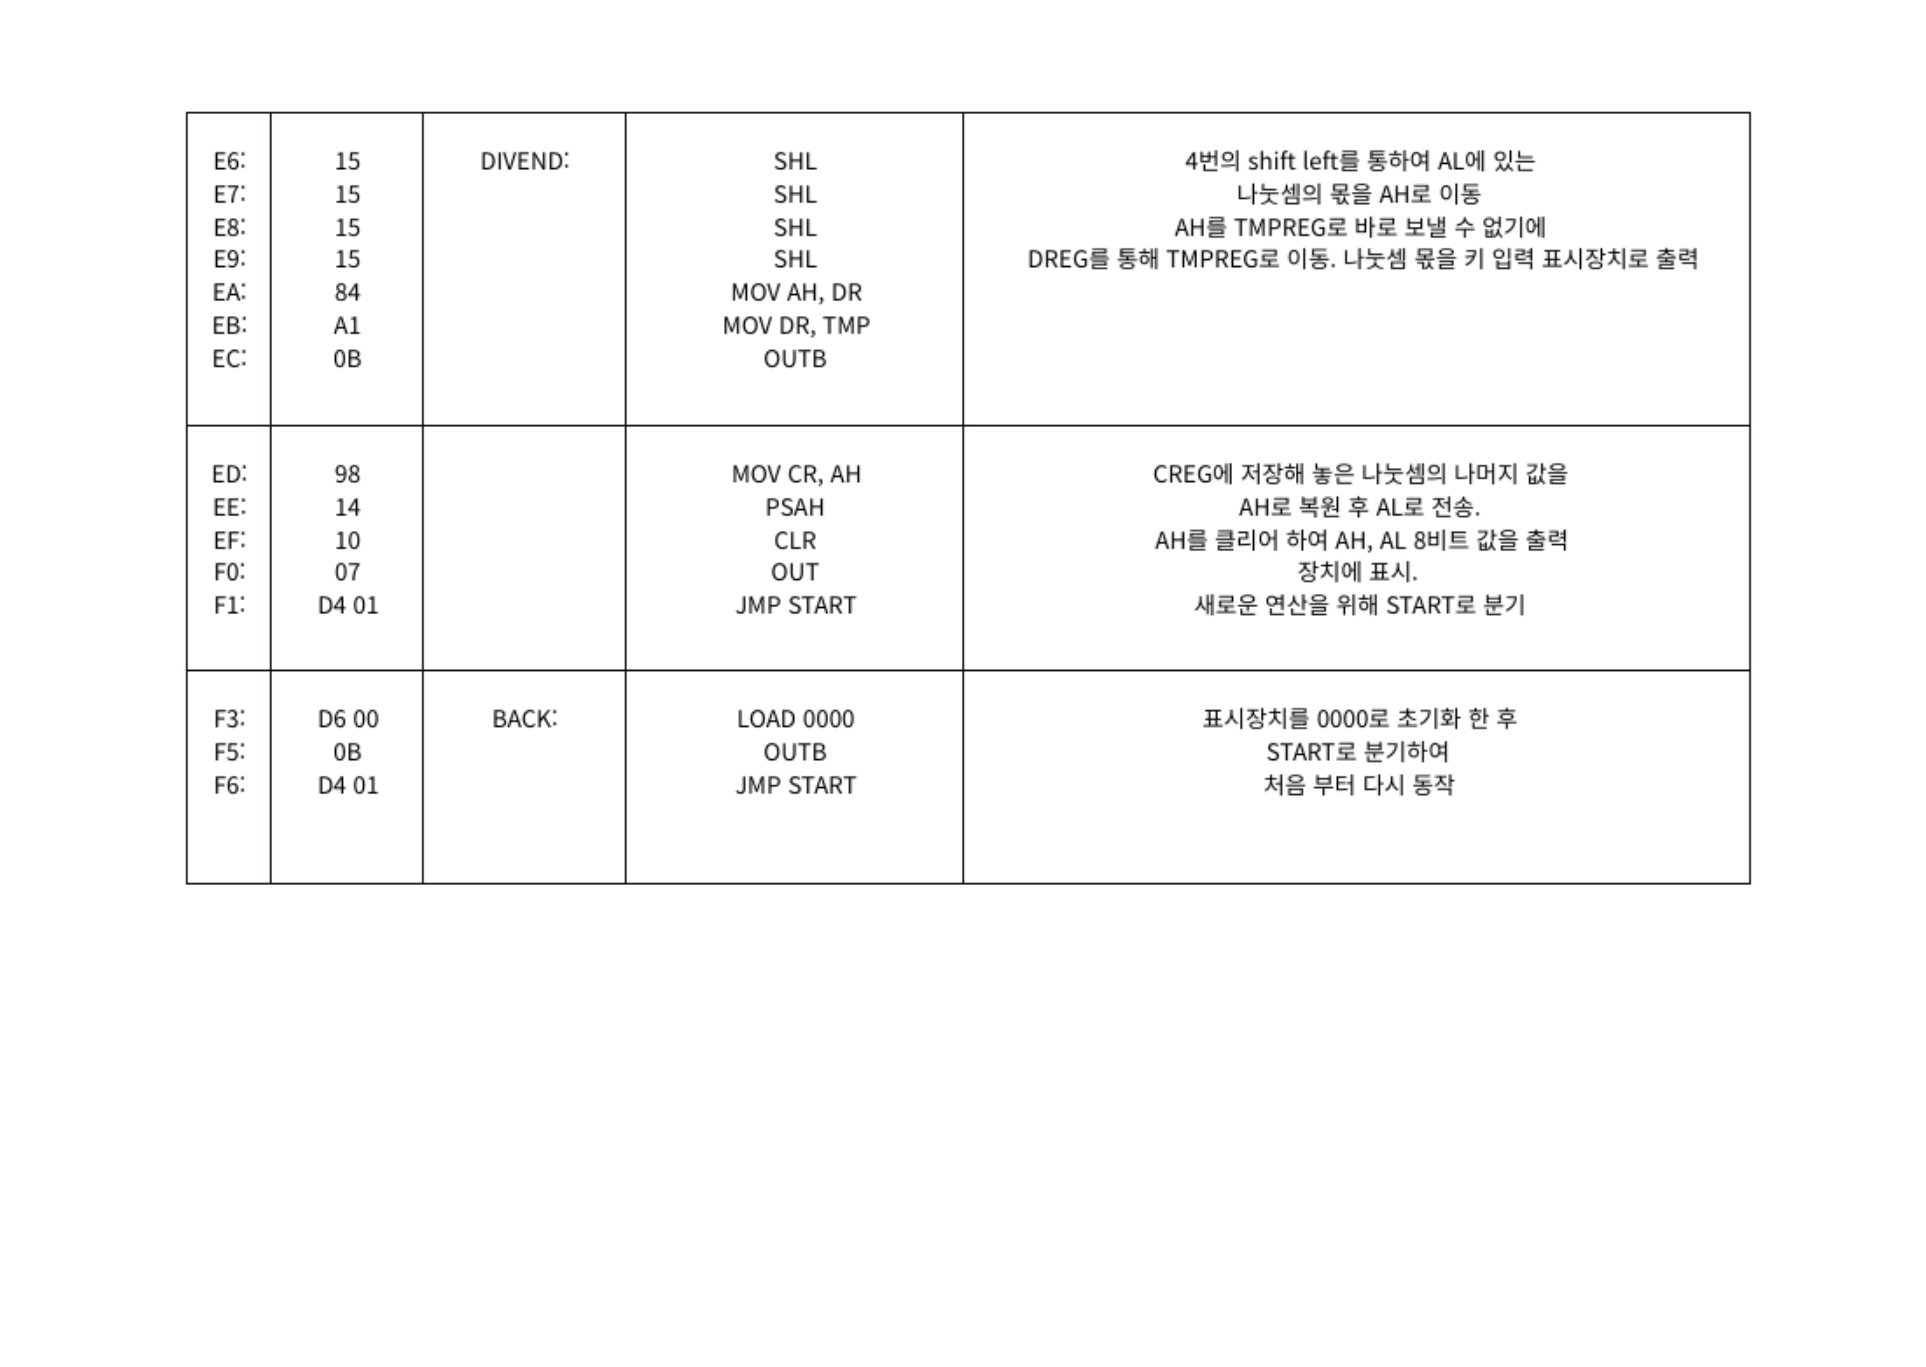 E6: 15 DIVEND: SHL 4번의 shift left를 통하여 AL에 있는
E7: 15 SHL 나눗셈의 몫을 AH로 이동
E8: 15 SHL AH를 TMPREG로 바로 보낼 수 없기에
E9: 15 SHL DREG를 통해 TMPREG로 이동. 나눗셈 몫을 키 입력 표시장치로 출력
EA: 84 MOV AH, DR
EB: A1 MOV DR, TMP
EC: 0B OUTB
ED: 98 MOV CR, AH CREG에 저장해 놓은 나눗셈의 나머지 값을
EE: 14 PSAH AH로 복원 후 AL로 전송.
EF: 10 CLR AH를 클리어 하여 AH, AL 8비트 값을 출력
F0: 07 OUT 장치에 표시.
F1: D4 01 JMP START 새로운 연산을 위해 START로 분기
F3: D6 00 BACK: LOAD 0000 표시장치를 0000로 초기화 한 후
F5: 0B OUTB START로 분기하여
F6: D4 01 JMP START 처음 부터 다시 동작